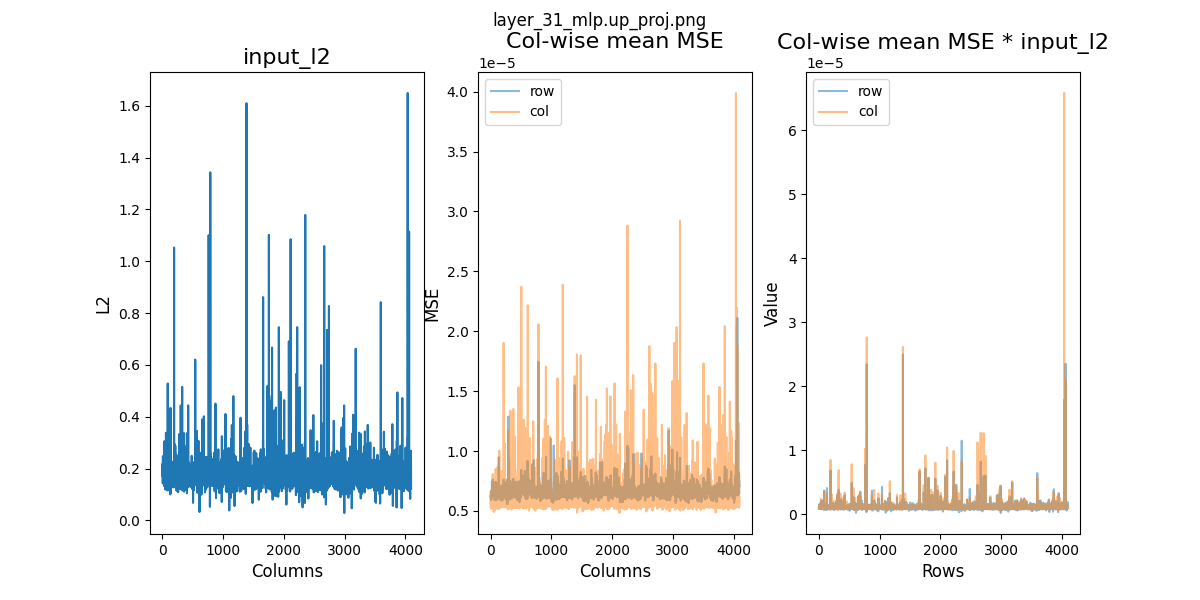 layer_31_mlp.up_proj.png
input_l2
L2
1.6
1.4
1.2
1.0
0.8
0.6
0.4
0.2
0.0
0 1000 2000 3000 4000
Columns
Col-wise mean MSE
1e−5
row
col
MSE
4.0
3.5
3.0
2.5
2.0
1.5
1.0
0.5
0 1000 2000 3000 4000
Columns
Col-wise mean MSE * input_l2
1e−5
row
col
Value
6
5
4
3
2
1
0
0 1000 2000 3000 4000
Rows